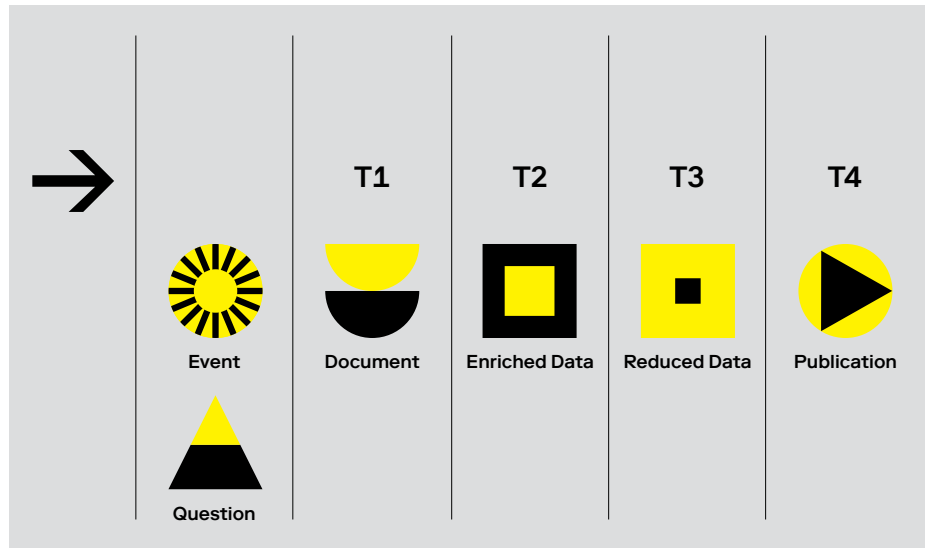 T1
T2
T3
T4
Event
Document
Enriched Data
Reduced Data
Publication
Question